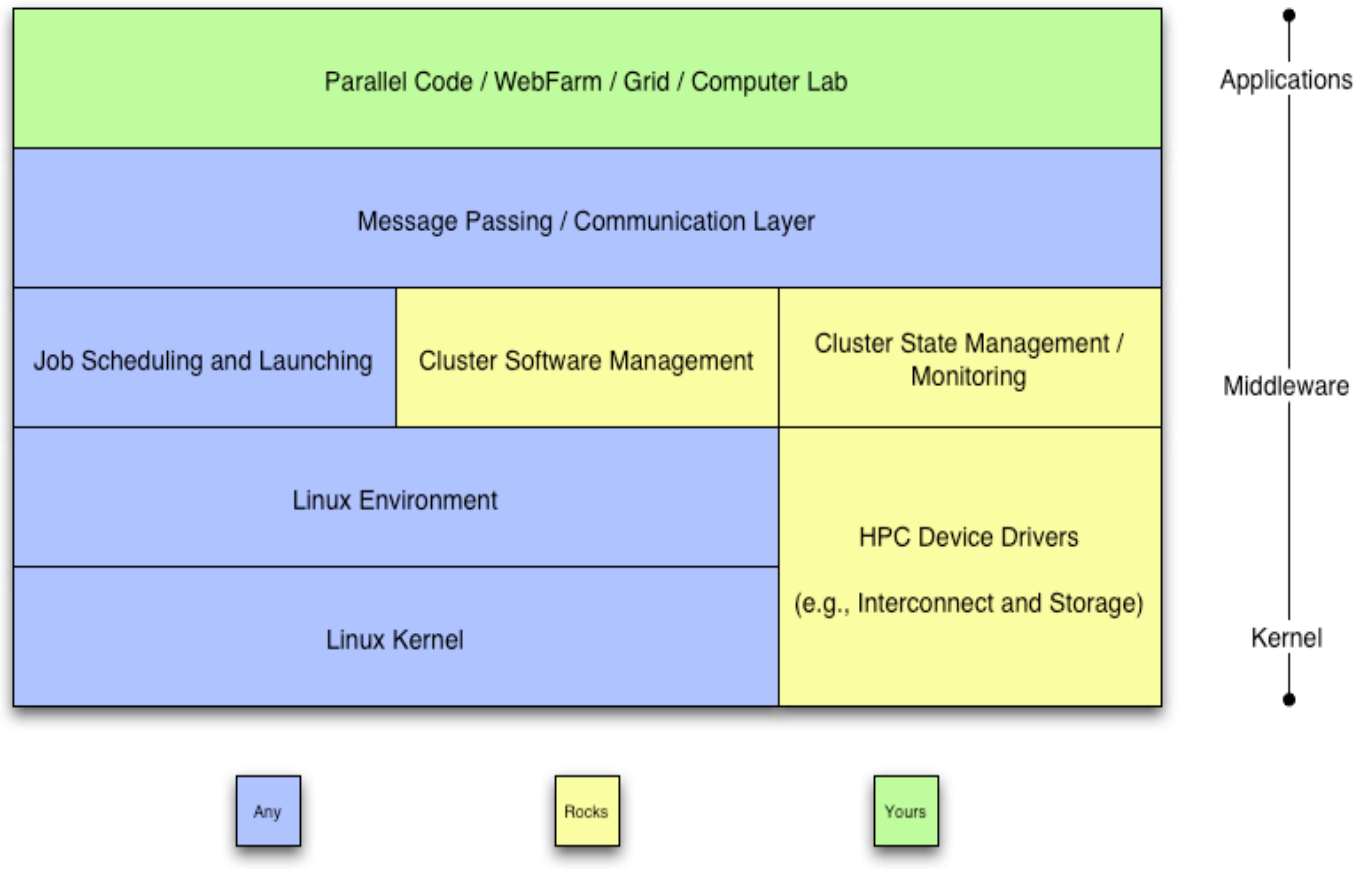 Parallel Code / WebFarm / Grid / Computer Lab
Applications
Message Passing / Communication Layer
Job Scheduling and Launching
Cluster Software Management
Cluster State Management /
Monitoring
Middleware
Linux Environment
HPC Device Drivers
(e.g., Interconnect and Storage)
Linux Kernel
Kernel
Any
Rocks
Yours